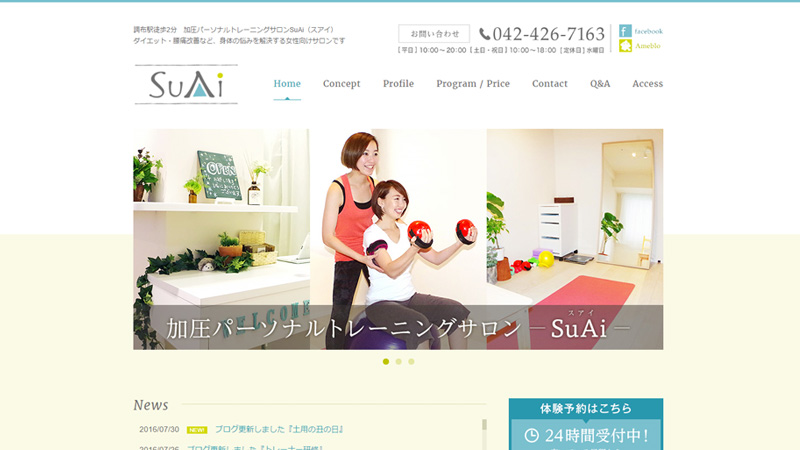 調布駅徒歩2分　加圧パーソナルトレーニングサロンSuAi（スアイ）
ダイエット・腰痛改善など、身体の悩みを解決する女性向けサロンです
お問い合わせ
042-426-7163
[平日] 10:00～20:00 [土日・祝日] 10:00～18:00 [定休日] 水曜日
facebook
Ameblo
SuAi
Home
Concept
Profile
Program / Price
Contact
Q&A
Access
OPEN
WELCOME
スアイ
加圧パーソナルトレーニングサロン ― SuAi ―
News
2016/07/30 NEW! ブログ更新しました『土用の丑の日』
2016/07/26 ブログ更新しました『トレーナー研修』
体験予約はこちら
24時間受付中！